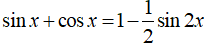 sin x + cos x = 1 − 1/2 sin 2x